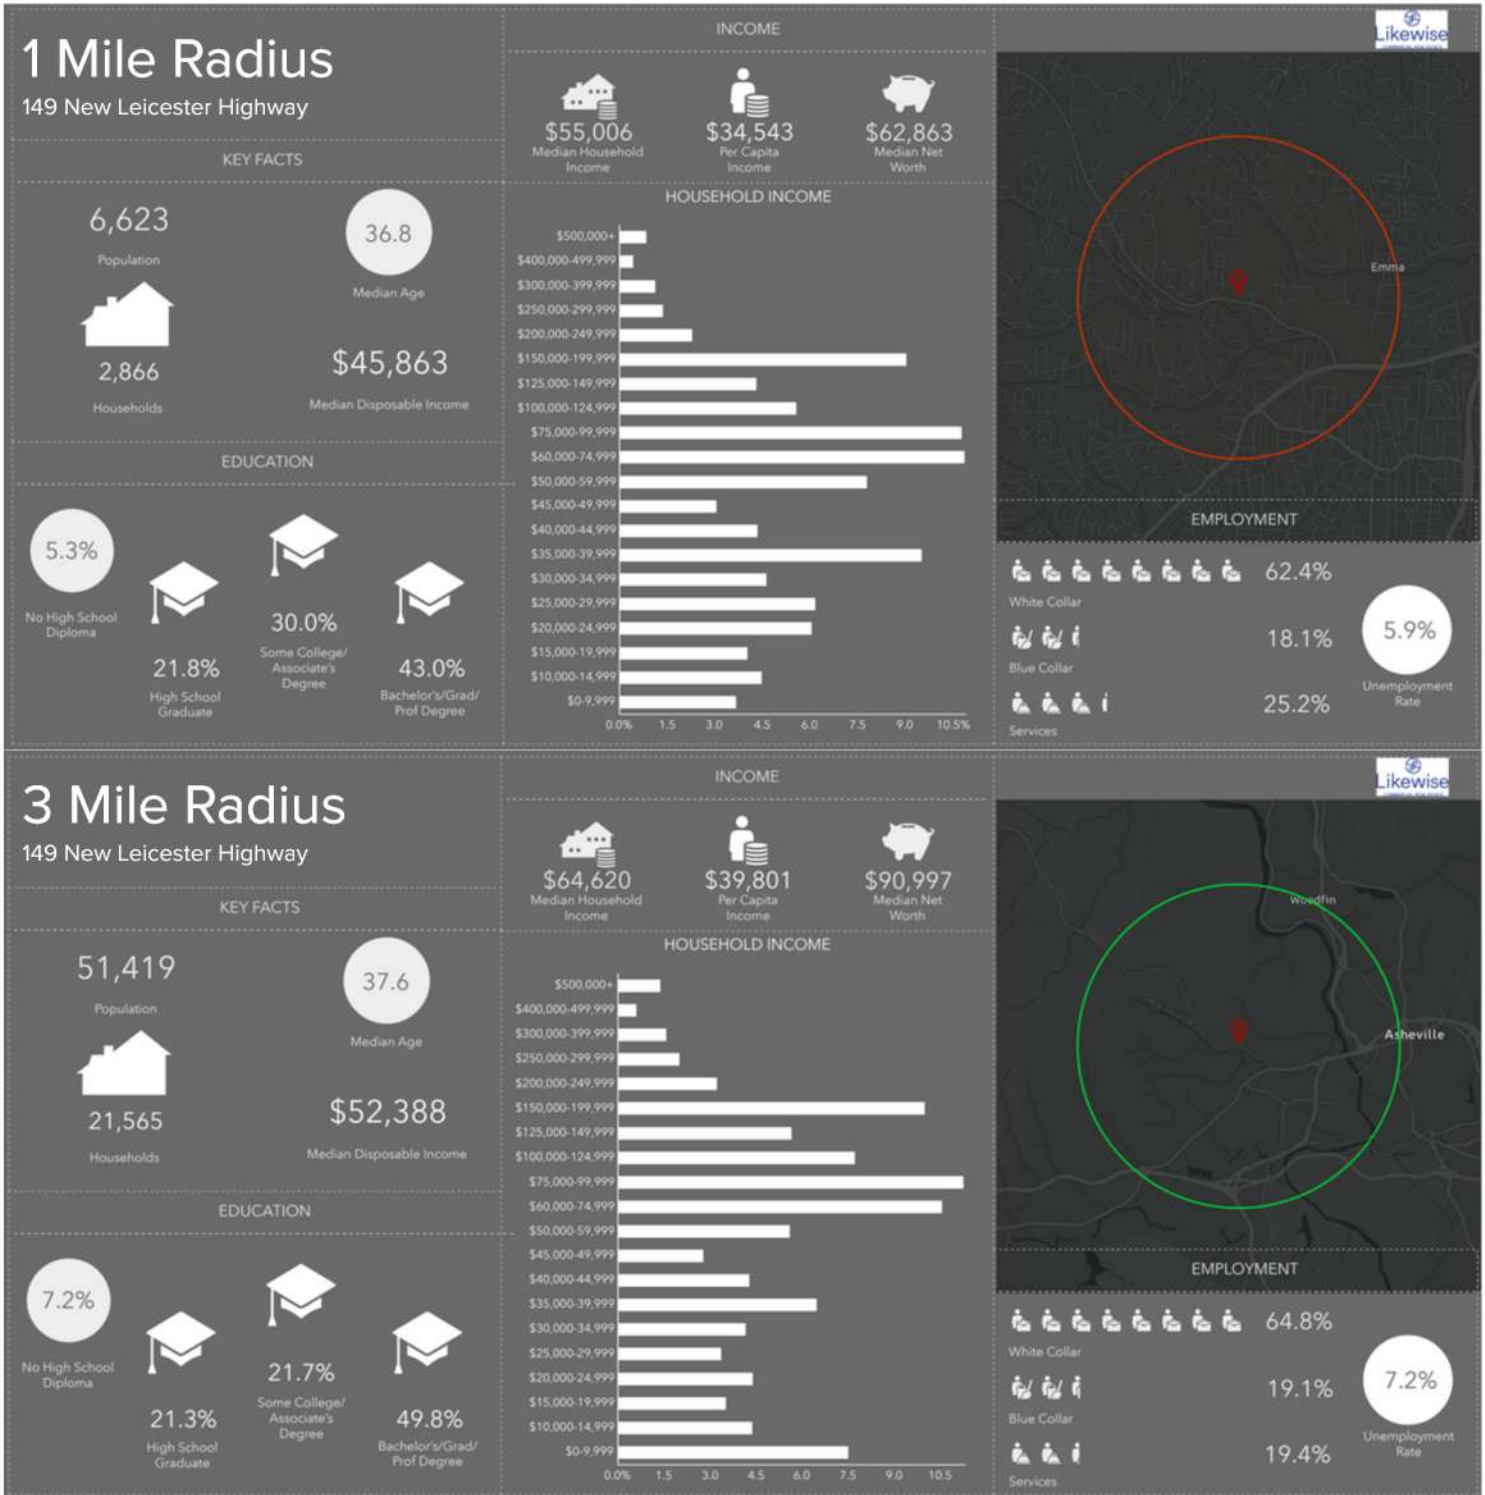 1 Mile Radius
149 New Leicester Highway
KEY FACTS
6,623
Population
36.8
Median Age
2,866
Households
$45,863
Median Disposable Income
EDUCATION
5.3%
No High School
Diploma
21.8%
High School
Graduate
30.0%
Some College/
Associate's
Degree
43.0%
Bachelor's/Grad/
Prof Degree
INCOME
$55,006
Median Household
Income
$34,543
Per Capita
Income
$62,863
Median Net
Worth
HOUSEHOLD INCOME
$500,000+
$400,000-499,999
$300,000-399,999
$250,000-299,999
$200,000-249,999
$150,000-199,999
$125,000-149,999
$100,000-124,999
$75,000-99,999
$60,000-74,999
$50,000-59,999
$45,000-49,999
$40,000-44,999
$35,000-39,999
$30,000-34,999
$25,000-29,999
$20,000-24,999
$15,000-19,999
$10,000-14,999
$0-9,999
0.0% 1.5 3.0 4.5 6.0 7.5 9.0 10.5%
Likewise
Emma
EMPLOYMENT
62.4%
White Collar
18.1%
Blue Collar
25.2%
Services
5.9%
Unemployment
Rate
3 Mile Radius
149 New Leicester Highway
KEY FACTS
51,419
Population
37.6
Median Age
21,565
Households
$52,388
Median Disposable Income
EDUCATION
7.2%
No High School
Diploma
21.3%
High School
Graduate
21.7%
Some College/
Associate's
Degree
49.8%
Bachelor's/Grad/
Prof Degree
INCOME
$64,620
Median Household
Income
$39,801
Per Capita
Income
$90,997
Median Net
Worth
HOUSEHOLD INCOME
$500,000+
$400,000-499,999
$300,000-399,999
$250,000-299,999
$200,000-249,999
$150,000-199,999
$125,000-149,999
$100,000-124,999
$75,000-99,999
$60,000-74,999
$50,000-59,999
$45,000-49,999
$40,000-44,999
$35,000-39,999
$30,000-34,999
$25,000-29,999
$20,000-24,999
$15,000-19,999
$10,000-14,999
$0-9,999
0.0% 1.5 3.0 4.5 6.0 7.5 9.0 10.5
Likewise
Woodfin
Asheville
EMPLOYMENT
64.8%
White Collar
19.1%
Blue Collar
19.4%
Services
7.2%
Unemployment
Rate